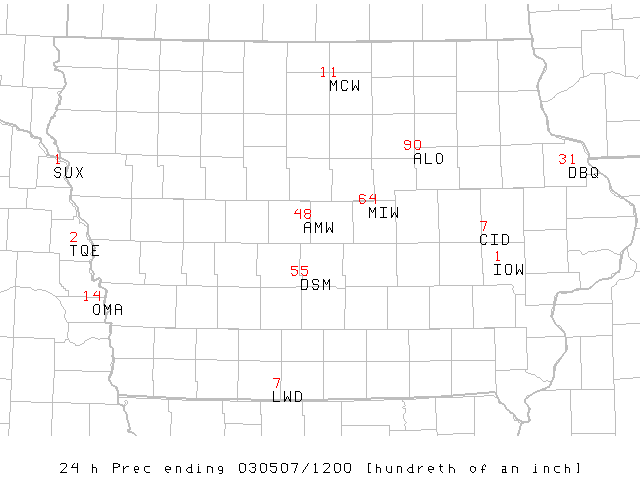 11
MCW
90
ALO
1
SUX
31
DBQ
64
MIW
48
AMW
7
CID
2
TQE
1
IOW
55
DSM
14
OMA
7
LWD
24 h Prec ending 030507/1200 [hundreth of an inch]